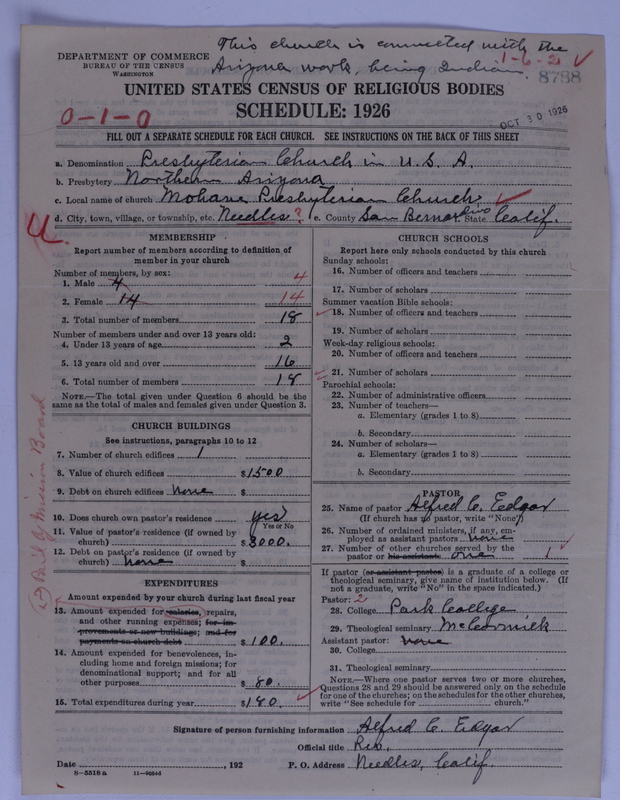 This church is connected with the
Arizona work, being Indian.
1-6-2 ✓
8788
DEPARTMENT OF COMMERCE
BUREAU OF THE CENSUS
WASHINGTON
UNITED STATES CENSUS OF RELIGIOUS BODIES
SCHEDULE: 1926
OCT 30 1926
0-1-0
FILL OUT A SEPARATE SCHEDULE FOR EACH CHURCH. SEE INSTRUCTIONS ON THE BACK OF THIS SHEET
a. Denomination Presbyterian Church in U.S.A.
b. Presbytery Northern Arizona
c. Local name of church Mohave Presbyterian Church ✓
d. City, town, village, or township, etc. Needles? e. County San Bernardino State Calif.
U.
MEMBERSHIP
Report number of members according to definition of
member in your church
Number of members, by sex:
1. Male 4 4
2. Female 14 14
3. Total number of members 18
Number of members under and over 13 years old:
4. Under 13 years of age 2
5. 13 years old and over 16
6. Total number of members 18
NOTE.—The total given under Question 6 should be the
same as the total of males and females given under Question 3.
CHURCH BUILDINGS
See instructions, paragraphs 10 to 12
7. Number of church edifices 1
8. Value of church edifices $1500
9. Debt on church edifices None $
10. Does church own pastor's residence yes?
Yes or No
11. Value of pastor's residence (if owned by
church) $3000.
12. Debt on pastor's residence (if owned by
church) None $
Mission Board
EXPENDITURES
Amount expended by your church during last fiscal year
13. Amount expended for salaries, repairs,
and other running expenses; for im-
provements or new buildings; and for
payments on church debt $100.
14. Amount expended for benevolences, in-
cluding home and foreign missions; for
denominational support; and for all
other purposes $80.
15. Total expenditures during year $180. ✓
CHURCH SCHOOLS
Report here only schools conducted by this church
Sunday schools:
16. Number of officers and teachers
17. Number of scholars
Summer vacation Bible schools:
18. Number of officers and teachers
19. Number of scholars
Week-day religious schools:
20. Number of officers and teachers
21. Number of scholars
Parochial schools:
22. Number of administrative officers
23. Number of teachers—
a. Elementary (grades 1 to 8)
b. Secondary
24. Number of scholars—
a. Elementary (grades 1 to 8)
b. Secondary
PASTOR
25. Name of pastor Alfred C. Edgar
(If church has no pastor, write "None")
26. Number of ordained ministers, if any, em-
ployed as assistant pastors None
27. Number of other churches served by the
pastor or his assistants One 1 ✓
If pastor (or assistant pastor) is a graduate of a college or
theological seminary, give name of institution below. (If
not a graduate, write "No" in the space indicated.)
Pastor: 2
28. College Park College
29. Theological seminary McCormick
Assistant pastor: None
30. College
31. Theological seminary
NOTE.—Where one pastor serves two or more churches,
Questions 28 and 29 should be answered only on the schedule
for one of the churches; on the schedules for the other churches
write "See schedule for church."
Signature of person furnishing information Alfred C. Edgar
Official title Rev.
Date , 192 P. O. Address Needles, Calif.
8-5518 a